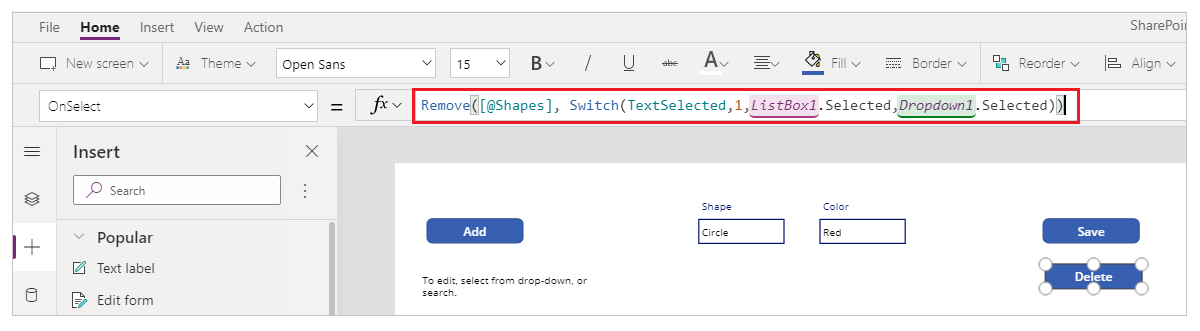 File Home Insert View Action SharePoin
New screen Aa Theme Open Sans 15 B / U abc A Fill Border Reorder Align
OnSelect = fx Remove([@Shapes], Switch(TextSelected,1,ListBox1.Selected,Dropdown1.Selected))
Insert
Search
Shape Color
Popular Add Circle Red Save
Text label Delete
To edit, select from drop-down, or
search.
Edit form